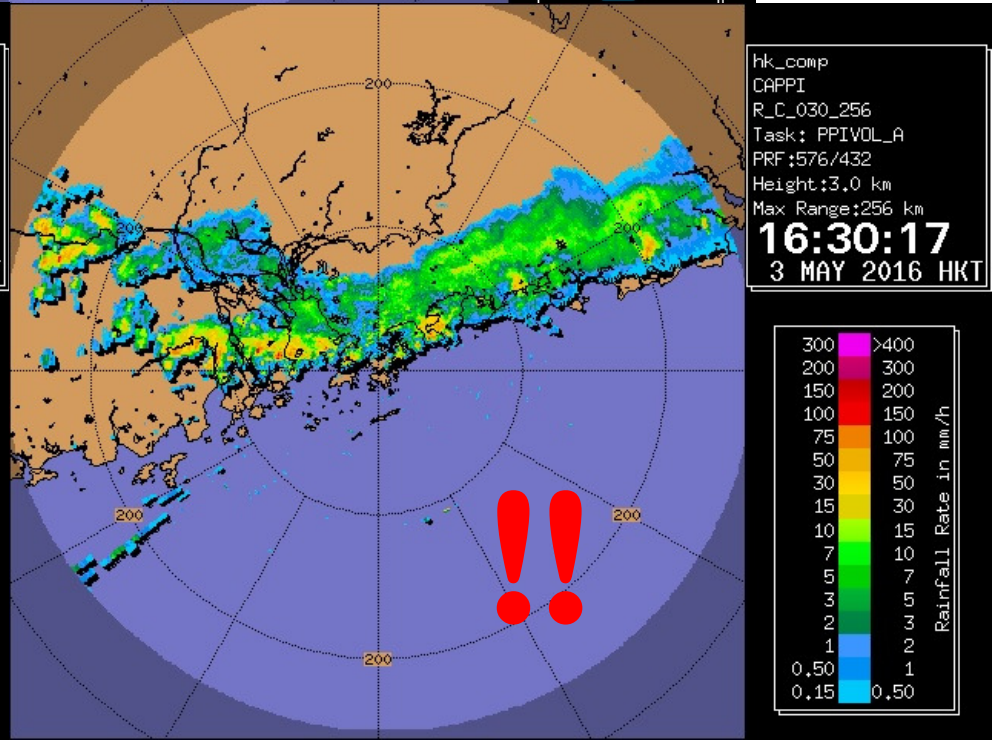 hk_comp
CAPPI
R_C_030_256
Task: PPIVOL_A
PRF:576/432
Height:3.0 km
Max Range:256 km
16:30:17
3 MAY 2016 HKT
200
200
200
200
200
200
300 >400
200 300
150 200
100 150
75 100
50 75
30 50
15 30
10 15
7 10
5 7
3 5
2 3
1 2
0.50 1
0.15 0.50
Rainfall Rate in mm/h
‼